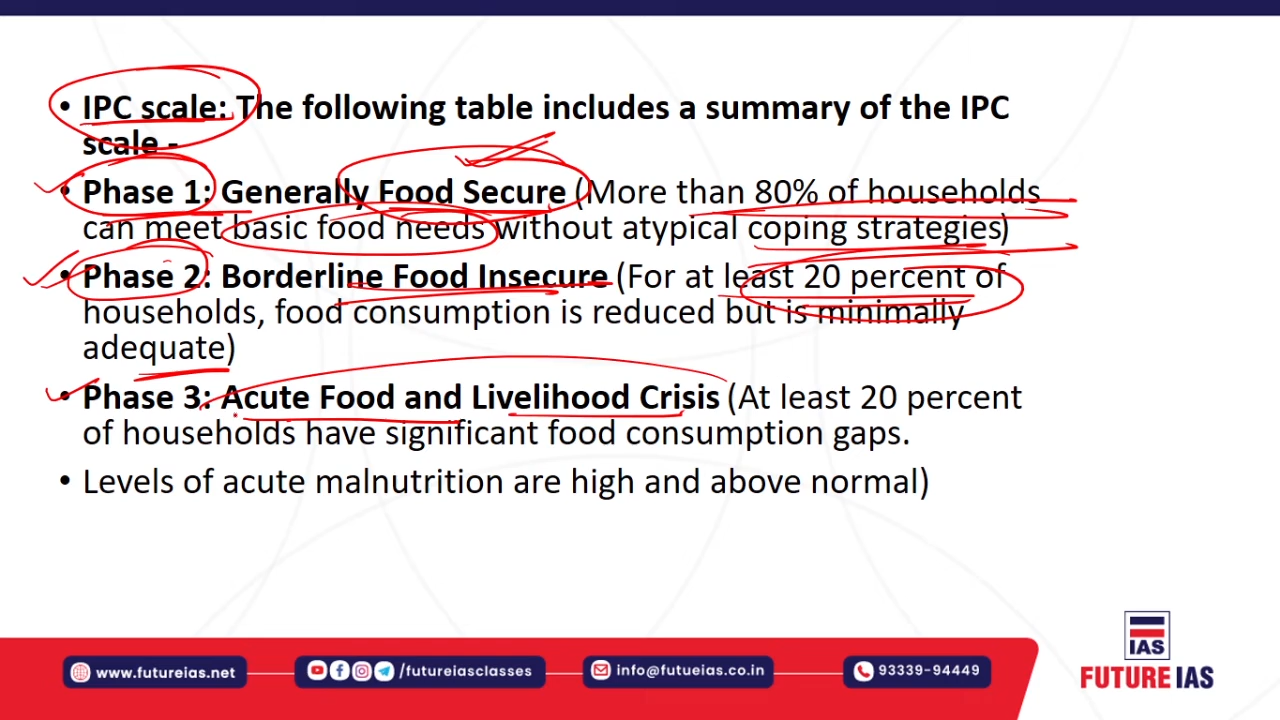 • IPC scale: The following table includes a summary of the IPC
scale -
• Phase 1: Generally Food Secure (More than 80% of households
can meet basic food needs without atypical coping strategies)
• Phase 2: Borderline Food Insecure (For at least 20 percent of
households, food consumption is reduced but is minimally
adequate)
• Phase 3: Acute Food and Livelihood Crisis (At least 20 percent
of households have significant food consumption gaps.
• Levels of acute malnutrition are high and above normal)
IAS
FUTURE IAS
www.futureias.net
/futureiasclasses
info@futueias.co.in
93339-94449